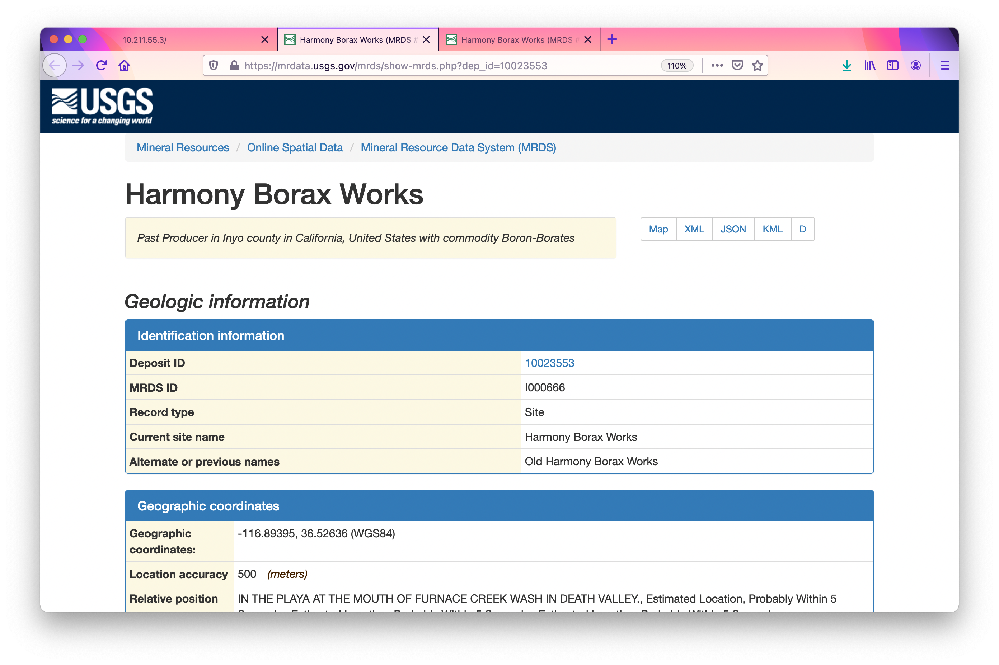 10.211.55.3/
Harmony Borax Works (MRDS #
Harmony Borax Works (MRDS #
https://mrdata.usgs.gov/mrds/show-mrds.php?dep_id=10023553
110%
USGS
science for a changing world
Mineral Resources / Online Spatial Data / Mineral Resource Data System (MRDS)
Harmony Borax Works
Past Producer in Inyo county in California, United States with commodity Boron-Borates
Map XML JSON KML D
Geologic information
Identification information
Deposit ID 10023553
MRDS ID I000666
Record type Site
Current site name Harmony Borax Works
Alternate or previous names Old Harmony Borax Works
Geographic coordinates
Geographic coordinates: -116.89395, 36.52636 (WGS84)
Location accuracy 500 (meters)
Relative position IN THE PLAYA AT THE MOUTH OF FURNACE CREEK WASH IN DEATH VALLEY., Estimated Location, Probably Within 5